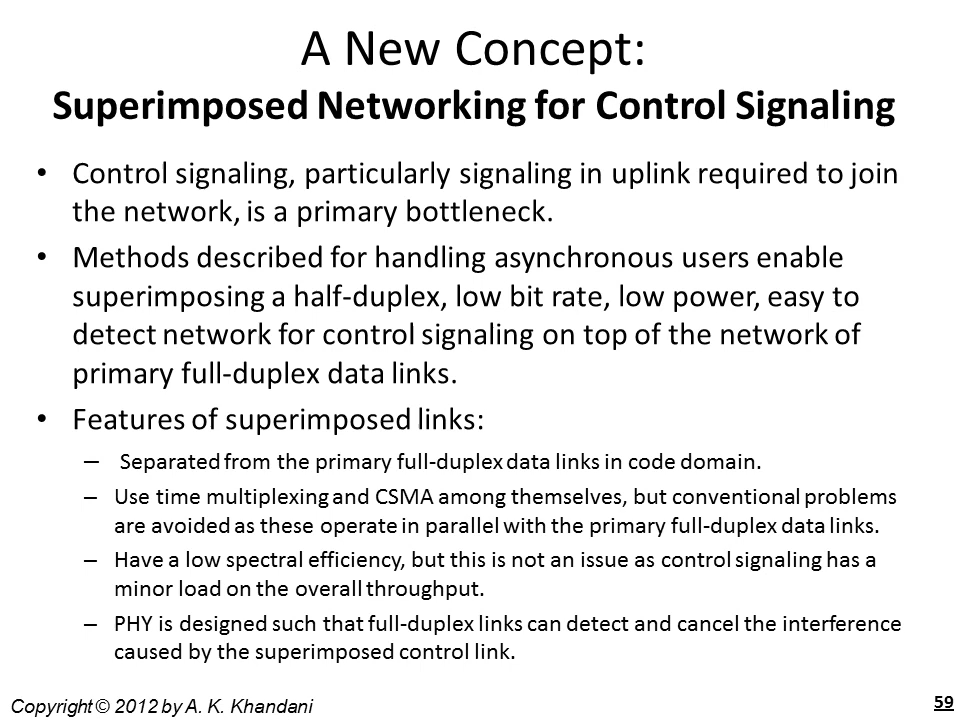 A New Concept:
Superimposed Networking for Control Signaling
• Control signaling, particularly signaling in uplink required to join
the network, is a primary bottleneck.
• Methods described for handling asynchronous users enable
superimposing a half-duplex, low bit rate, low power, easy to
detect network for control signaling on top of the network of
primary full-duplex data links.
• Features of superimposed links:
– Separated from the primary full-duplex data links in code domain.
– Use time multiplexing and CSMA among themselves, but conventional problems
are avoided as these operate in parallel with the primary full-duplex data links.
– Have a low spectral efficiency, but this is not an issue as control signaling has a
minor load on the overall throughput.
– PHY is designed such that full-duplex links can detect and cancel the interference
caused by the superimposed control link.
Copyright © 2012 by A. K. Khandani
59